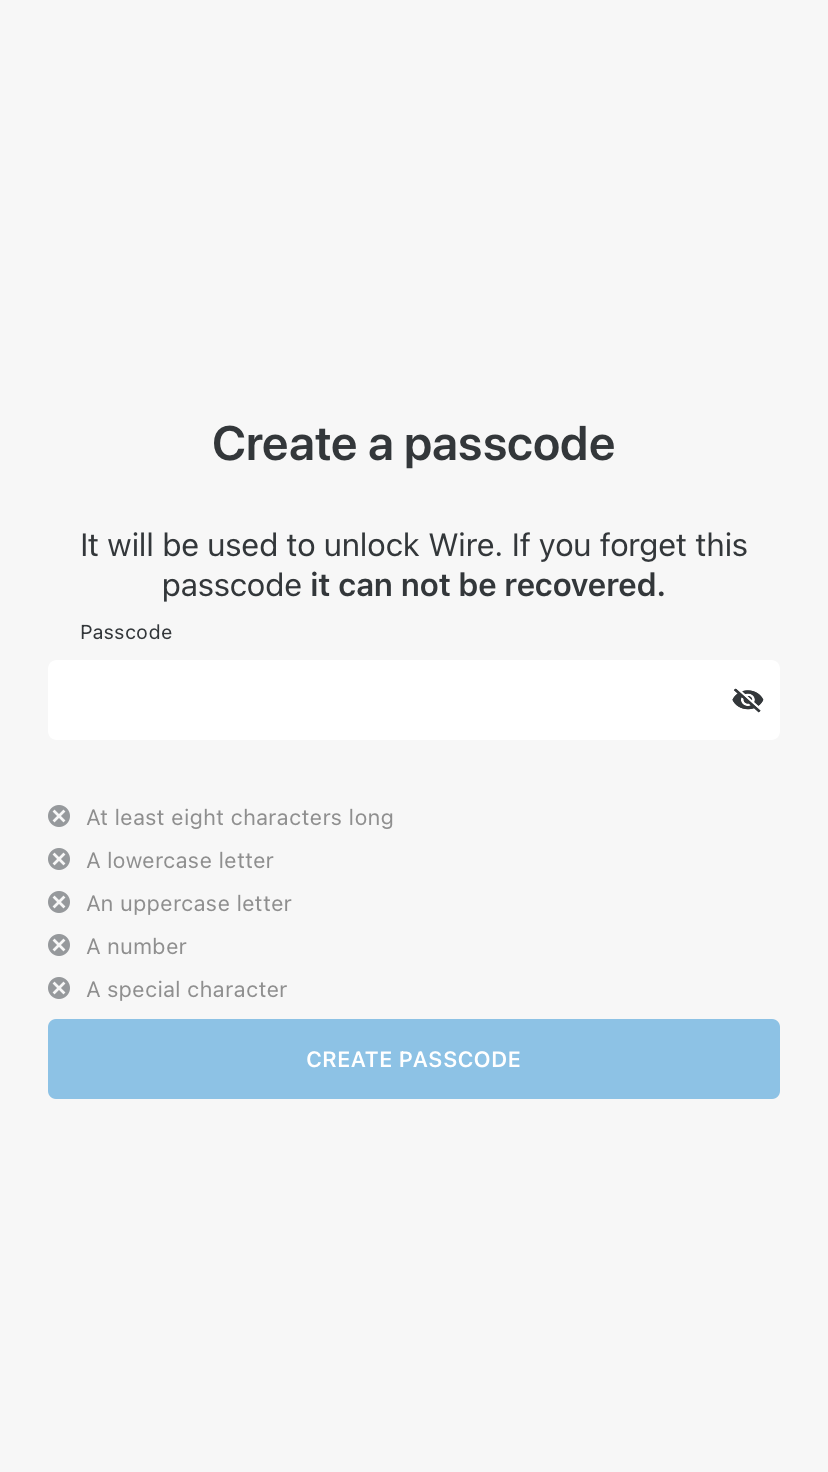 Create a passcode
It will be used to unlock Wire. If you forget this
passcode it can not be recovered.
Passcode
At least eight characters long
A lowercase letter
An uppercase letter
A number
A special character
CREATE PASSCODE